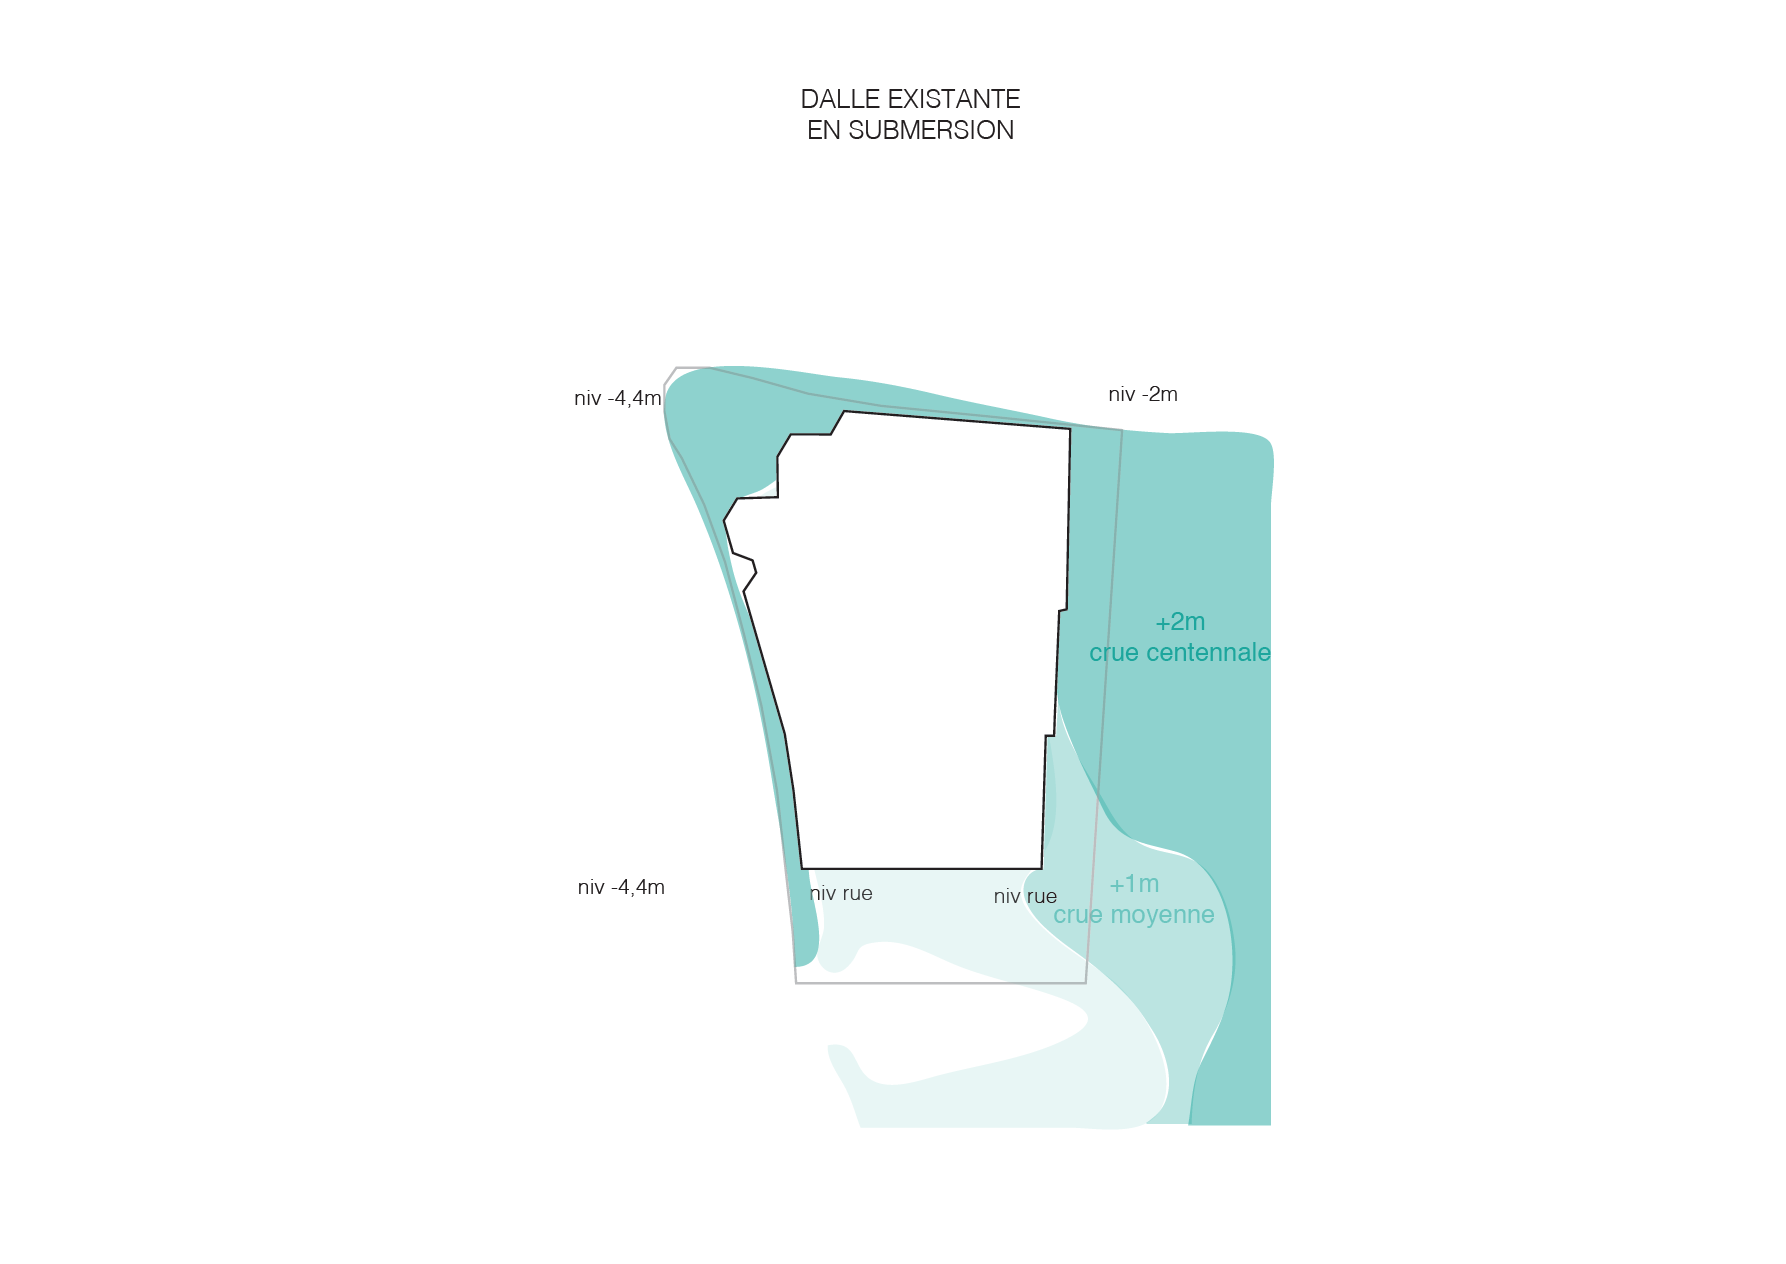 DALLE EXISTANTE
EN SUBMERSION
niv -4,4m
niv -2m
+2m
crue centennale
niv -4,4m
niv rue
niv rue
+1m
crue moyenne